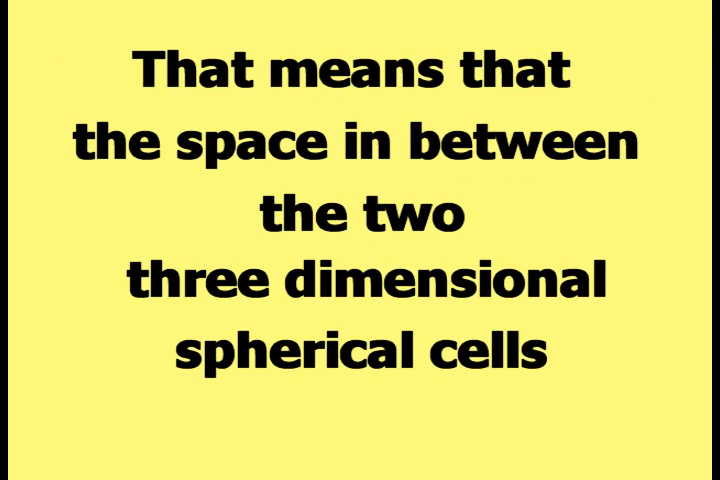 That means that
the space in between
the two
three dimensional
spherical cells